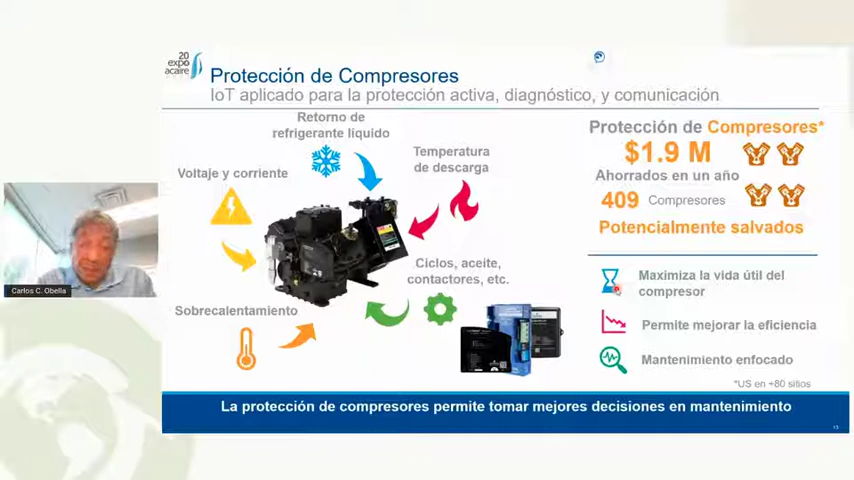 20
expo
acaire
Protección de Compresores
IoT aplicado para la protección activa, diagnóstico, y comunicación
Retorno de
refrigerante líquido
Voltaje y corriente
Temperatura
de descarga
Ciclos, aceite,
contactores, etc.
Sobrecalentamiento
Protección de Compresores*
$1.9 M
Ahorrados en un año
409 Compresores
Potencialmente salvados
Maximiza la vida útil del
compresor
Permite mejorar la eficiencia
Mantenimiento enfocado
*US en +80 sitios
La protección de compresores permite tomar mejores decisiones en mantenimiento
13
Carlos C. Obella